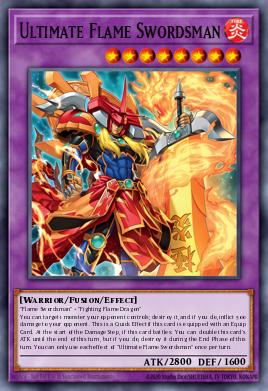 Ultimate Flame Swordsman
炎
[Warrior/Fusion/Effect]
"Flame Swordsman" + "Fighting Flame Dragon"
You can target 1 monster your opponent controls; destroy it, and if you do, inflict 500
damage to your opponent. This is a Quick Effect if this card is equipped with an Equip
Card. At the start of the Damage Step, if this card battles: You can double this card's
ATK until the end of this turn, but if you do, destroy it during the End Phase of this
turn. You can only use each effect of "Ultimate Flame Swordsman" once per turn.
ATK/2800 DEF/1600